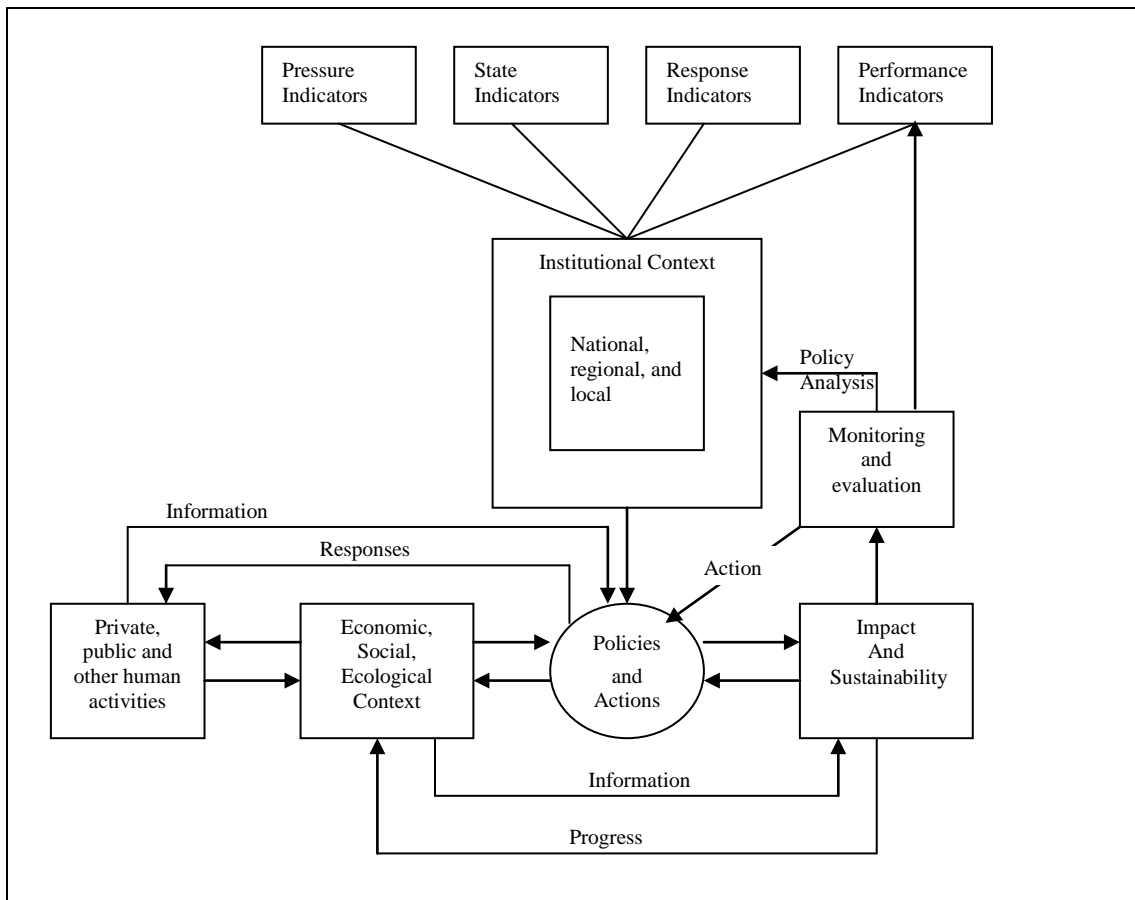 Pressure
Indicators
State
Indicators
Response
Indicators
Performance
Indicators
Institutional Context
National,
regional, and
local
Policy
Analysis
Monitoring
and
evaluation
Information
Responses
Action
Private,
public and
other human
activities
Economic,
Social,
Ecological
Context
Policies
and
Actions
Impact
And
Sustainability
Information
Progress